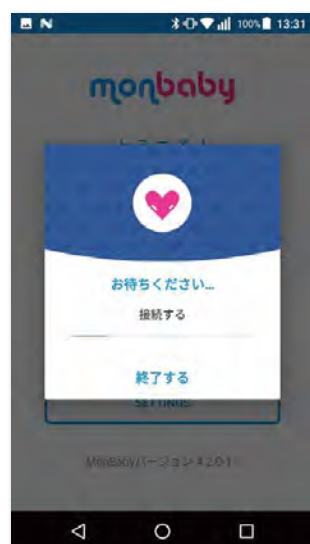 100% 13:31
monbaby
お待ちください...
接続する
終了する
SETTINGS
MonBabyバージョン 4.2.0-1